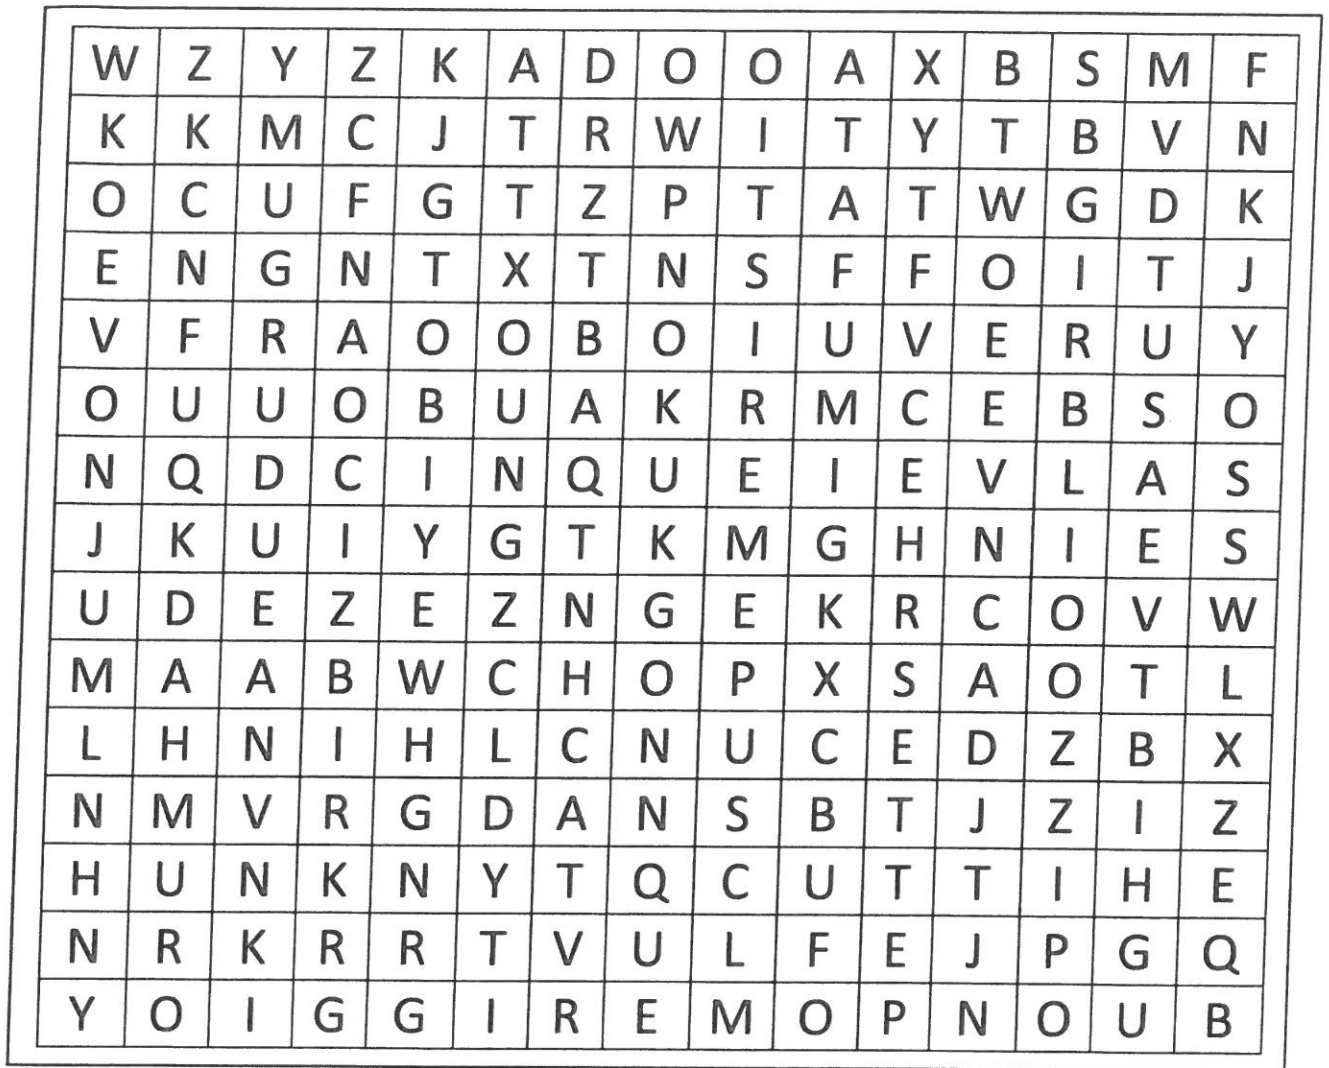 W Z Y Z K A D O O A X B S M F
K K M C J T R W I T Y T B V N
O C U F G T Z P T A T W G D K
E N G N T X T N S F F O I T J
V F R A O O B O I U V E R U Y
O U U O B U A K R M C E B S O
N Q D C I N Q U E I E V L A S
J K U I Y G T K M G H N I E S
U D E Z E Z N G E K R C O V W
M A A B W C H O P X S A O T L
L H N I H L C N U C E D Z B X
N M V R G D A N S B T J Z I Z
H U N K N Y T Q C U T T I H E
N R K R R T V U L F E J P G Q
Y O I G G I R E M O P N O U B